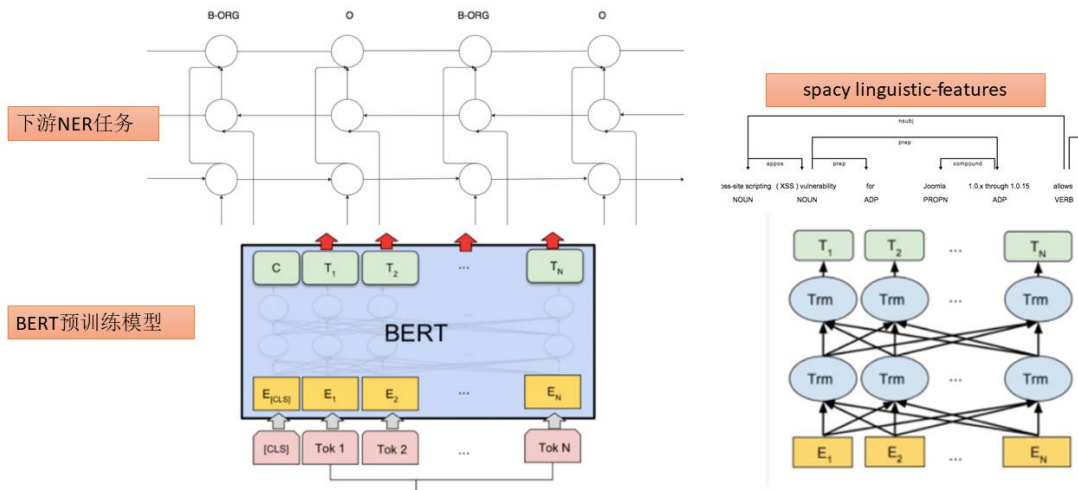 B-ORG O B-ORG O
下游NER任务
BERT预训练模型
C T1 T2 ... TN
BERT
E[CLS] E1 E2 ... EN
[CLS] Tok 1 Tok 2 ... Tok N
spacy linguistic-features
nsubj
prep
appos prep compound
oss-site scripting ( XSS ) vulnerability for Joomla 1.0.x through 1.0.15 allows
NOUN NOUN ADP PROPN ADP VERB
T1 T2 ... TN
Trm Trm ... Trm
Trm Trm ... Trm
E1 E2 ... EN